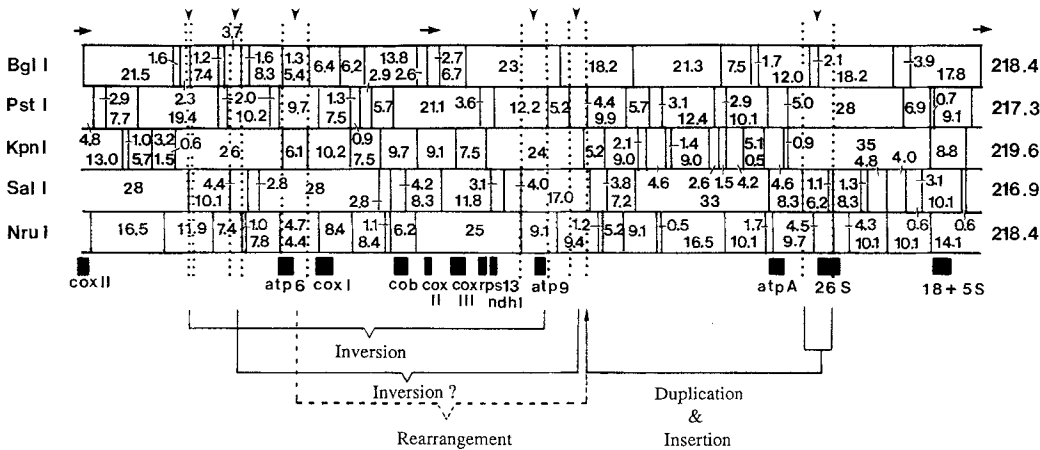 3.7
1.6 1.2 1.6 1.3 13.8 2.7 1.7 2.1 3.9
Bgl I 21.5 7.4 8.3 5.4 6.4 6.2 2.9 2.6 6.7 23 18.2 21.3 7.5 12.0 18.2 17.8 218.4
2.9 2.3 2.0 1.3 3.6 4.4 3.1 2.9 5.0 0.7
Pst I 7.7 19.4 10.2 9.7 7.5 5.7 21.1 12.2 5.2 9.9 5.7 12.4 10.1 28 6.9 9.1 217.3
4.8 1.0 3.2 0.6 0.9 2.1 1.4 5.1 0.9 35
Kpn I 13.0 5.7 1.5 26 6.1 10.2 7.5 9.7 9.1 7.5 24 5.2 9.0 9.0 0.5 4.8 4.0 8.8 219.6
4.4 2.8 4.2 3.1 4.0 3.8 4.6 2.6 1.5 4.2 4.6 1.1 1.3 3.1
Sal I 28 10.1 28 2.8 8.3 11.8 17.0 7.2 33 8.3 6.2 8.3 10.1 216.9
1.0 4.7 1.1 1.2 0.5 1.7 4.5 4.3 0.6 0.6
Nru I 16.5 11.9 7.4 7.8 4.4 8.4 8.4 6.2 25 9.1 9.4 5.2 9.1 16.5 10.1 9.7 10.1 10.1 14.1 218.4
cox II atp 6 cox I cob cox II cox III rps13 ndh1 atp 9 atp A 26 S 18 + 5 S
Inversion
Inversion ?
Rearrangement
Duplication
&
Insertion